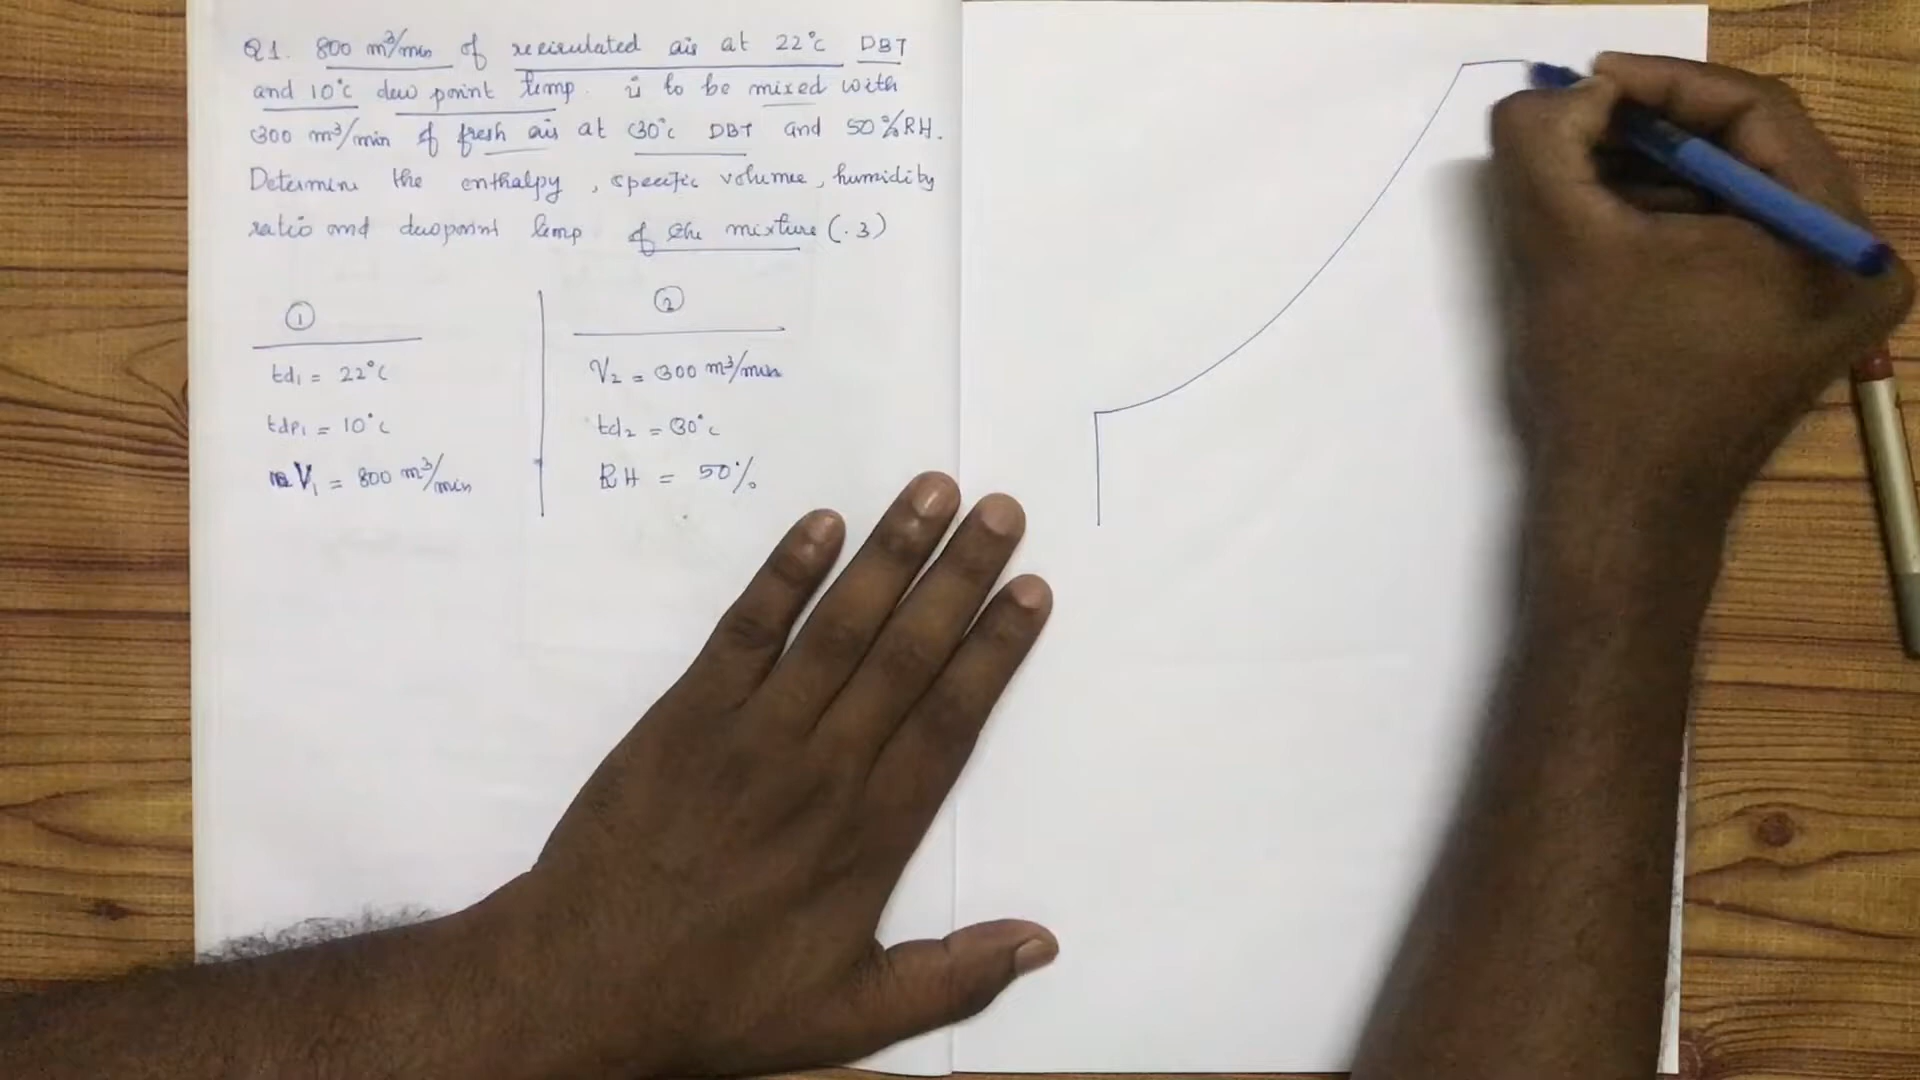 Q1. 800 m³/min of recirculated air at 22°C DBT
and 10°C dew point temp. is to be mixed with
300 m³/min of fresh air at 30°C DBT and 50% RH.
Determine the enthalpy, specific volume, humidity
ratio and dewpoint temp of the mixture (.3)
①
td₁ = 22°C
tdp₁ = 10°C
V₁ = 800 m³/min
②
V₂ = 300 m³/min
td₂ = 30°C
RH = 50%